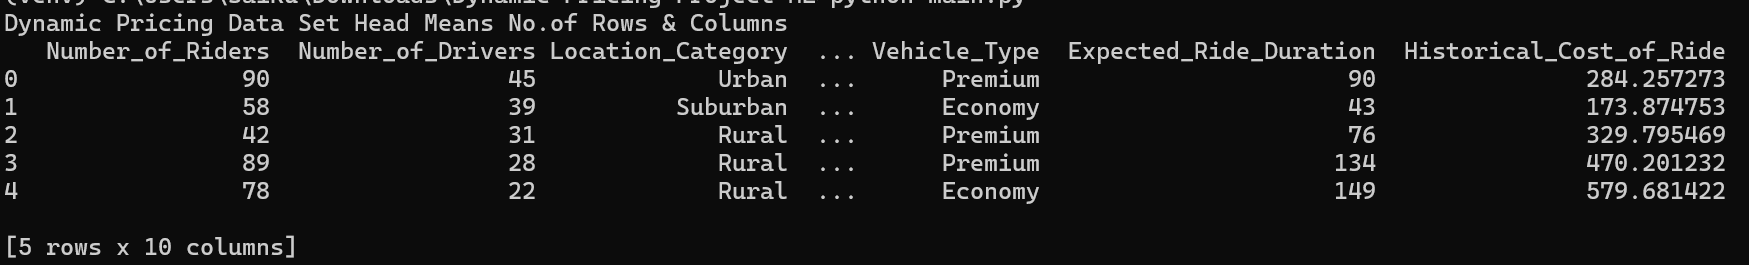 Dynamic Pricing Data Set Head Means No.of Rows & Columns
   Number_of_Riders  Number_of_Drivers Location_Category  ... Vehicle_Type  Expected_Ride_Duration  Historical_Cost_of_Ride
0                90                 45             Urban  ...      Premium                      90               284.257273
1                58                 39          Suburban  ...      Economy                      43               173.874753
2                42                 31             Rural  ...      Premium                      76               329.795469
3                89                 28             Rural  ...      Premium                     134               470.201232
4                78                 22             Rural  ...      Economy                     149               579.681422
[5 rows x 10 columns]